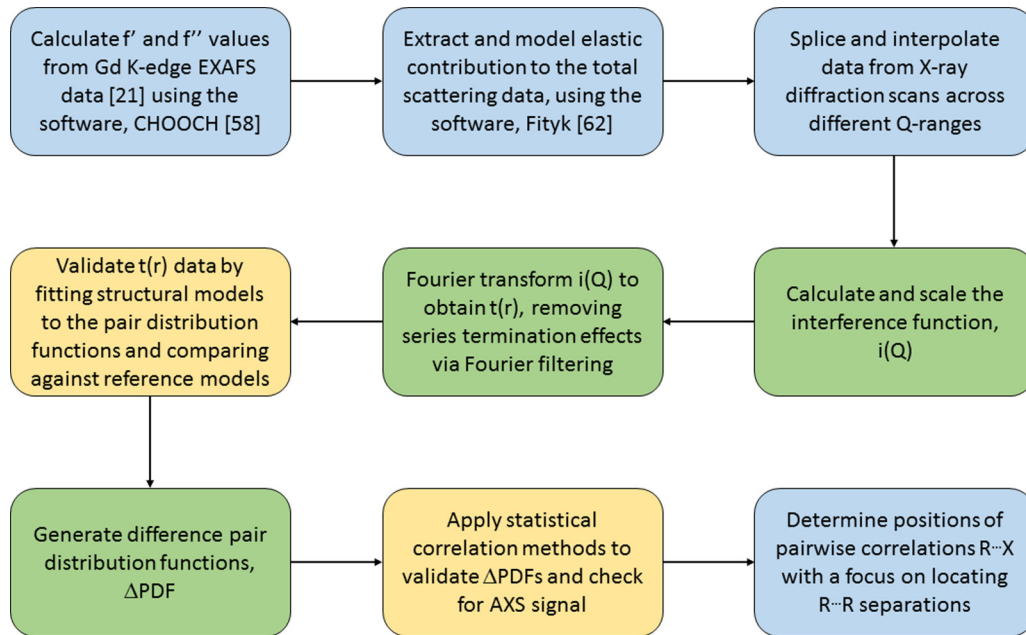 Calculate f' and f'' values
from Gd K-edge EXAFS
data [21] using the
software, CHOOCH [58]
Extract and model elastic
contribution to the total
scattering data, using the
software, Fityk [62]
Splice and interpolate
data from X-ray
diffraction scans across
different Q-ranges
Calculate and scale the
interference function,
i(Q)
Fourier transform i(Q) to
obtain t(r), removing
series termination effects
via Fourier filtering
Validate t(r) data by
fitting structural models
to the pair distribution
functions and comparing
against reference models
Generate difference pair
distribution functions,
ΔPDF
Apply statistical
correlation methods to
validate ΔPDFs and check
for AXS signal
Determine positions of
pairwise correlations R···X
with a focus on locating
R···R separations